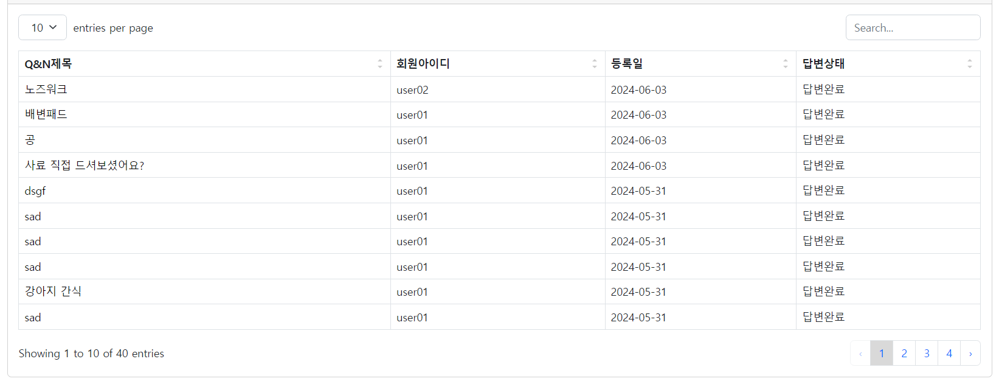 10 entries per page Search...
Q&N제목 회원아이디 등록일 답변상태
노즈워크 user02 2024-06-03 답변완료
배변패드 user01 2024-06-03 답변완료
공 user01 2024-06-03 답변완료
사료 직접 드셔보셨어요? user01 2024-06-03 답변완료
dsgf user01 2024-05-31 답변완료
sad user01 2024-05-31 답변완료
sad user01 2024-05-31 답변완료
sad user01 2024-05-31 답변완료
강아지 간식 user01 2024-05-31 답변완료
sad user01 2024-05-31 답변완료
Showing 1 to 10 of 40 entries ‹ 1 2 3 4 ›